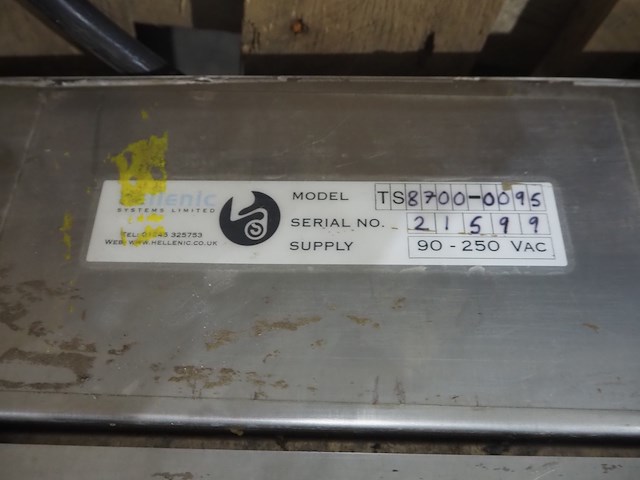 Hellenic
SYSTEMS LIMITED
TEL: 01245 325753
WEB: WWW.HELLENIC.CO.UK
MODEL TS8700-0095
SERIAL NO. 21599
SUPPLY 90 - 250 VAC